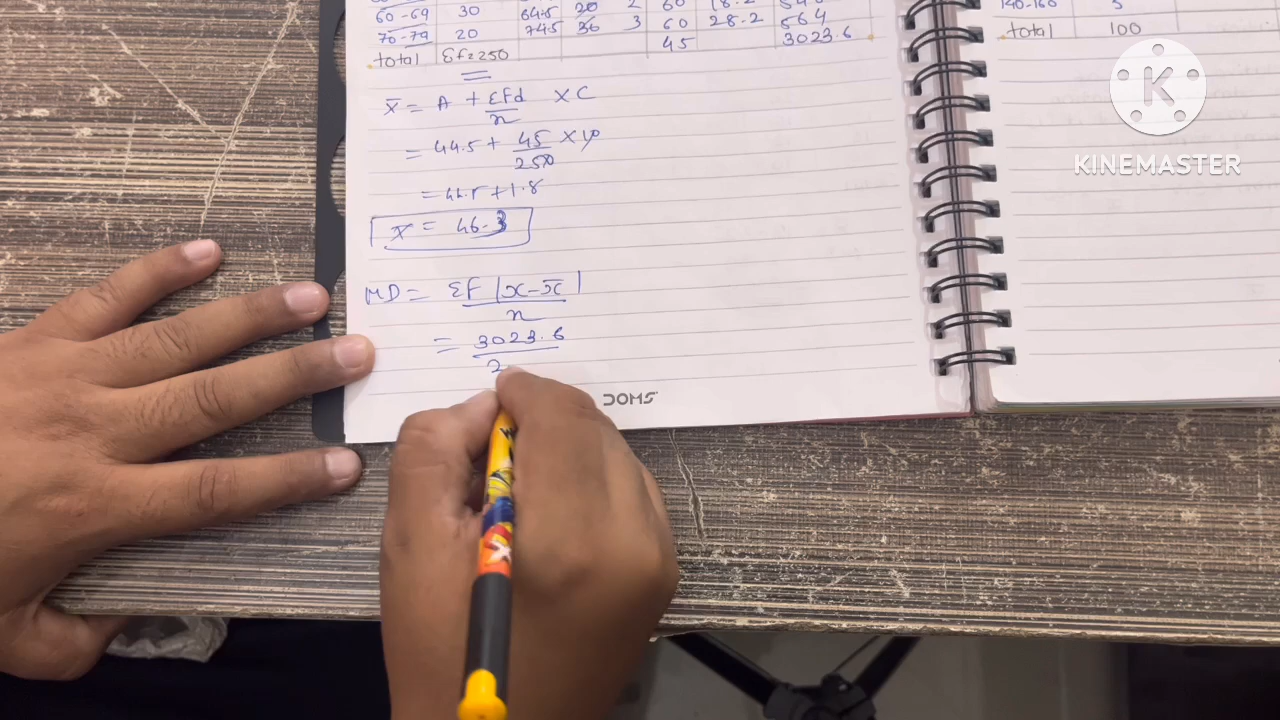 60-69 30 64.5 20 2 60 18.2 546
70-79 20 745 36 3 60 28.2 564
total Σf=250 45 3023.6
x̄ = A + ΣFd / n × C
= 44.5 + 45 / 250 × 10
= 44.5 + 1.8
x̄ = 46.3
MD = ΣF |x-x̄| / n
= 3023.6
2
140-160 5
total 100
DOMS
K
KINEMASTER